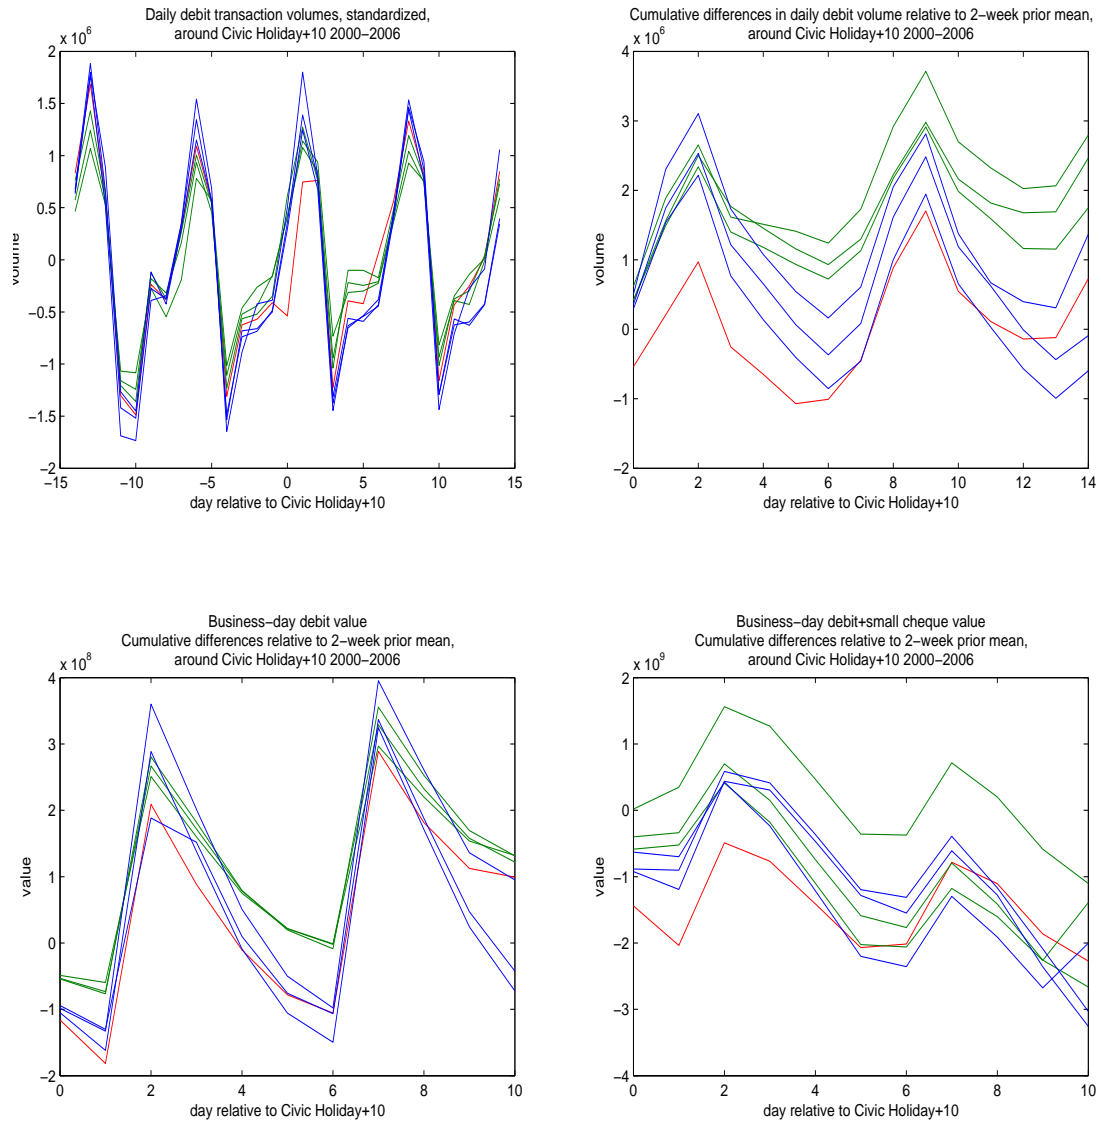 Daily debit transaction volumes, standardized,
around Civic Holiday+10 2000−2006
x 10^6
2
1.5
1
0.5
0
−0.5
−1
−1.5
−2
volume
−15 −10 −5 0 5 10 15
day relative to Civic Holiday+10
Cumulative differences in daily debit volume relative to 2−week prior mean,
around Civic Holiday+10 2000−2006
x 10^6
4
3
2
1
0
−1
−2
volume
0 2 4 6 8 10 12 14
day relative to Civic Holiday+10
Business−day debit value
Cumulative differences relative to 2−week prior mean,
around Civic Holiday+10 2000−2006
x 10^8
4
3
2
1
0
−1
−2
value
0 2 4 6 8 10
day relative to Civic Holiday+10
Business−day debit+small cheque value
Cumulative differences relative to 2−week prior mean,
around Civic Holiday+10 2000−2006
x 10^9
2
1
0
−1
−2
−3
−4
value
0 2 4 6 8 10
day relative to Civic Holiday+10